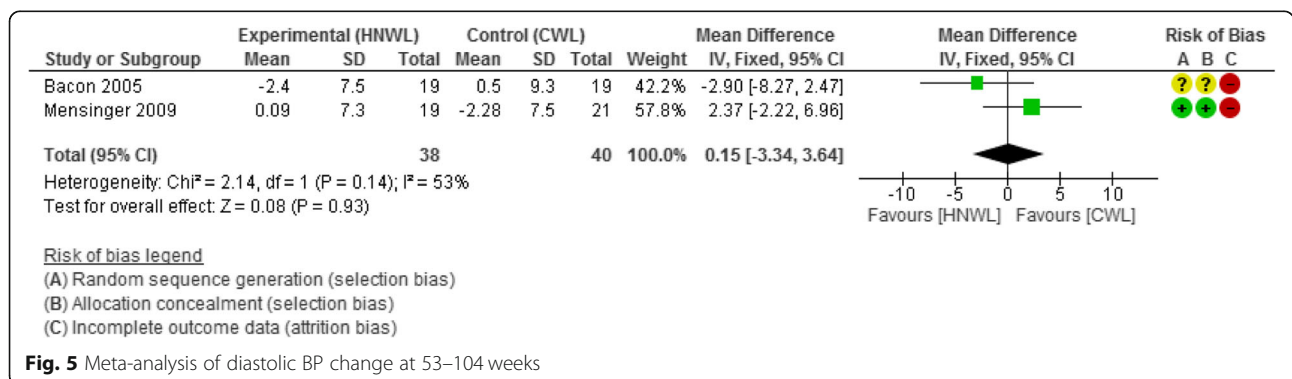 Experimental (HNWL) Control (CWL) Mean Difference Mean Difference Risk of Bias
Study or Subgroup Mean SD Total Mean SD Total Weight IV, Fixed, 95% CI IV, Fixed, 95% CI A B C
Bacon 2005 -2.4 7.5 19 0.5 9.3 19 42.2% -2.90 [-8.27, 2.47] ? ? −
Mensinger 2009 0.09 7.3 19 -2.28 7.5 21 57.8% 2.37 [-2.22, 6.96] + + −
Total (95% CI) 38 40 100.0% 0.15 [-3.34, 3.64]
Heterogeneity: Chi² = 2.14, df = 1 (P = 0.14); I² = 53%
Test for overall effect: Z = 0.08 (P = 0.93)
-10 -5 0 5 10
Favours [HNWL] Favours [CWL]
Risk of bias legend
(A) Random sequence generation (selection bias)
(B) Allocation concealment (selection bias)
(C) Incomplete outcome data (attrition bias)
Fig. 5 Meta-analysis of diastolic BP change at 53–104 weeks